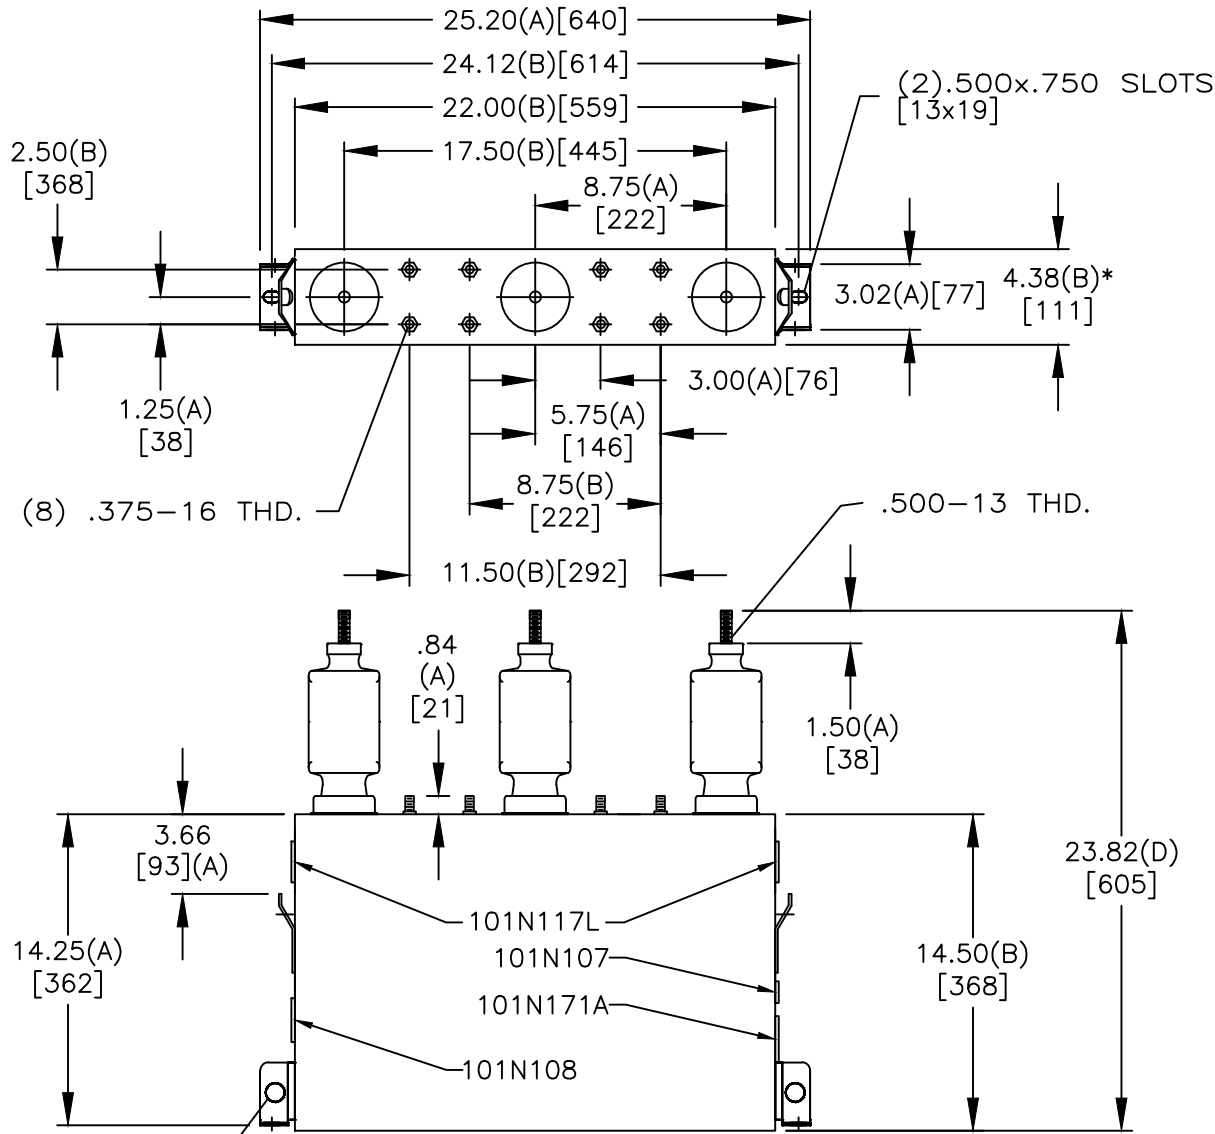 25.20(A)[640]
24.12(B)[614]
(2).500x.750 SLOTS
[13x19]
22.00(B)[559]
2.50(B)
[368]
17.50(B)[445]
8.75(A)
[222]
3.02(A)[77]
4.38(B)*
[111]
3.00(A)[76]
1.25(A)
[38]
5.75(A)
[146]
8.75(B)
[222]
(8) .375-16 THD.
.500-13 THD.
11.50(B)[292]
.84
(A)
[21]
1.50(A)
[38]
3.66
[93](A)
23.82(D)
[605]
101N117L
14.25(A)
[362]
101N107
14.50(B)
[368]
101N171A
101N108